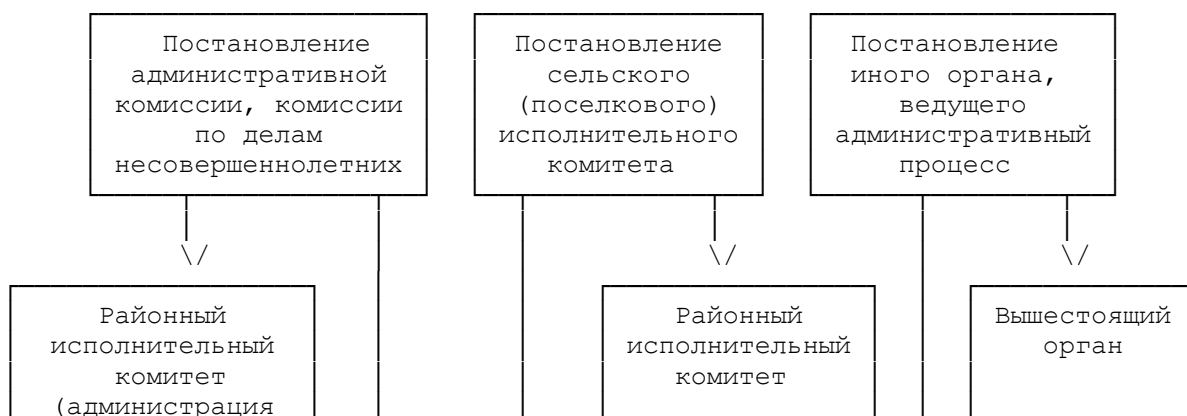 Постановление
административной
комиссии, комиссии
по делам
несовершеннолетних
Постановление
сельского
(поселкового)
исполнительного
комитета
Постановление
иного органа,
ведущего
административный
процесс
Районный
исполнительный
комитет
(администрация
Районный
исполнительный
комитет
Вышестоящий
орган